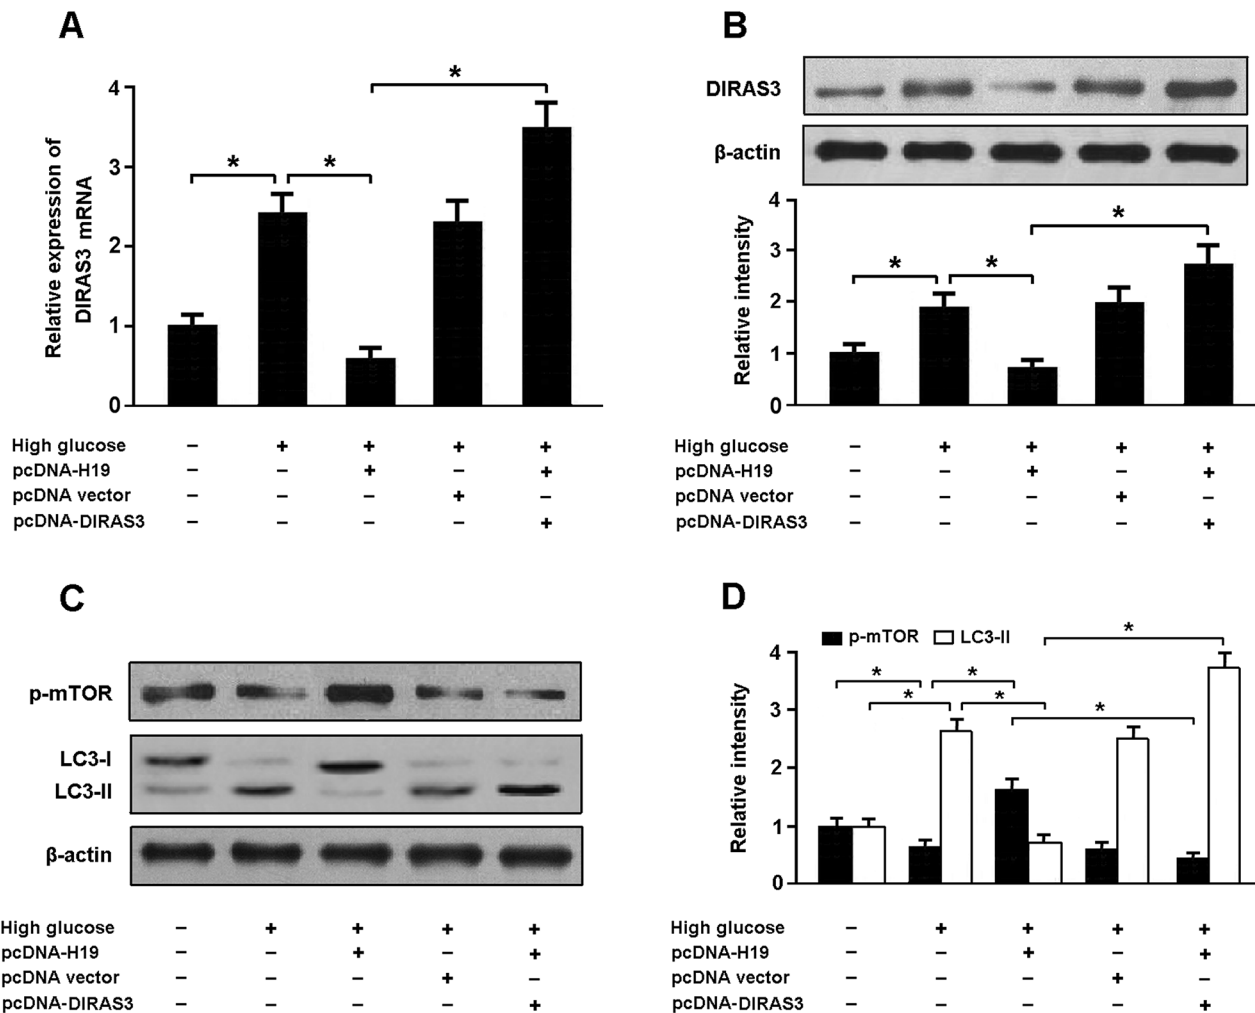 A
Relative expression of
DIRAS3 mRNA
4
3
2
1
0
*
*
*
High glucose − + + + +
pcDNA-H19 − − + − +
pcDNA vector − − − + −
pcDNA-DIRAS3 − − − − +
B
DIRAS3
β-actin
Relative intensity
4
3
2
1
0
*
*
*
High glucose − + + + +
pcDNA-H19 − − + − +
pcDNA vector − − − + −
pcDNA-DIRAS3 − − − − +
C
p-mTOR
LC3-I
LC3-II
β-actin
High glucose − + + + +
pcDNA-H19 − − + − +
pcDNA vector − − − + −
pcDNA-DIRAS3 − − − − +
D
p-mTOR LC3-II
Relative intensity
4
3
2
1
0
*
*
*
*
*
*
High glucose − + + + +
pcDNA-H19 − − + − +
pcDNA vector − − − + −
pcDNA-DIRAS3 − − − − +